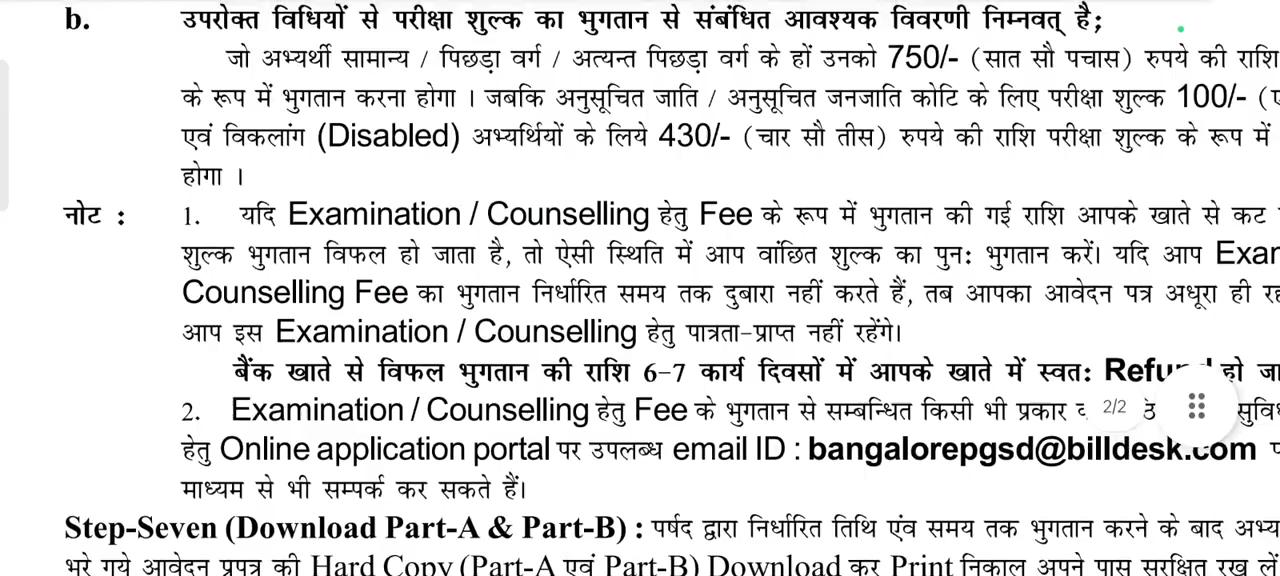 b. उपरोक्त विधियों से परीक्षा शुल्क का भुगतान से संबंधित आवश्यक विवरणी निम्नवत् है;
जो अभ्यर्थी सामान्य / पिछड़ा वर्ग / अत्यन्त पिछड़ा वर्ग के हों उनको 750/- (सात सौ पचास) रुपये की राशि
के रूप में भुगतान करना होगा । जबकि अनुसूचित जाति / अनुसूचित जनजाति कोटि के लिए परीक्षा शुल्क 100/-
एवं विकलांग (Disabled) अभ्यर्थियों के लिये 430/- (चार सौ तीस) रुपये की राशि परीक्षा शुल्क के रूप में
होगा ।
नोट : 1. यदि Examination / Counselling हेतु Fee के रूप में भुगतान की गई राशि आपके खाते से कट
शुल्क भुगतान विफल हो जाता है, तो ऐसी स्थिति में आप वांछित शुल्क का पुन: भुगतान करें। यदि आप
Counselling Fee का भुगतान निर्धारित समय तक दुबारा नहीं करते हैं, तब आपका आवेदन पत्र अधूरा ही
आप इस Examination / Counselling हेतु पात्रता-प्राप्त नहीं रहेंगे।
बैंक खाते से विफल भुगतान की राशि 6-7 कार्य दिवसों में आपके खाते में स्वत: हो
2. Examination / Counselling हेतु Fee के भुगतान से सम्बन्धित किसी भी प्रकार 2/2
हेतु Online application portal पर उपलब्ध email ID : bangalorepgsd@billdesk.com
माध्यम से भी सम्पर्क कर सकते हैं।
Step-Seven (Download Part-A & Part-B) : पर्षद द्वारा निर्धारित तिथि एंव समय तक भुगतान करने के बाद
भरे गये आवेदन प्रपत्र की Hard Copy (Part-A एवं Part-B) Download कर Print निकाल अपने पास सुरक्षित रख लें